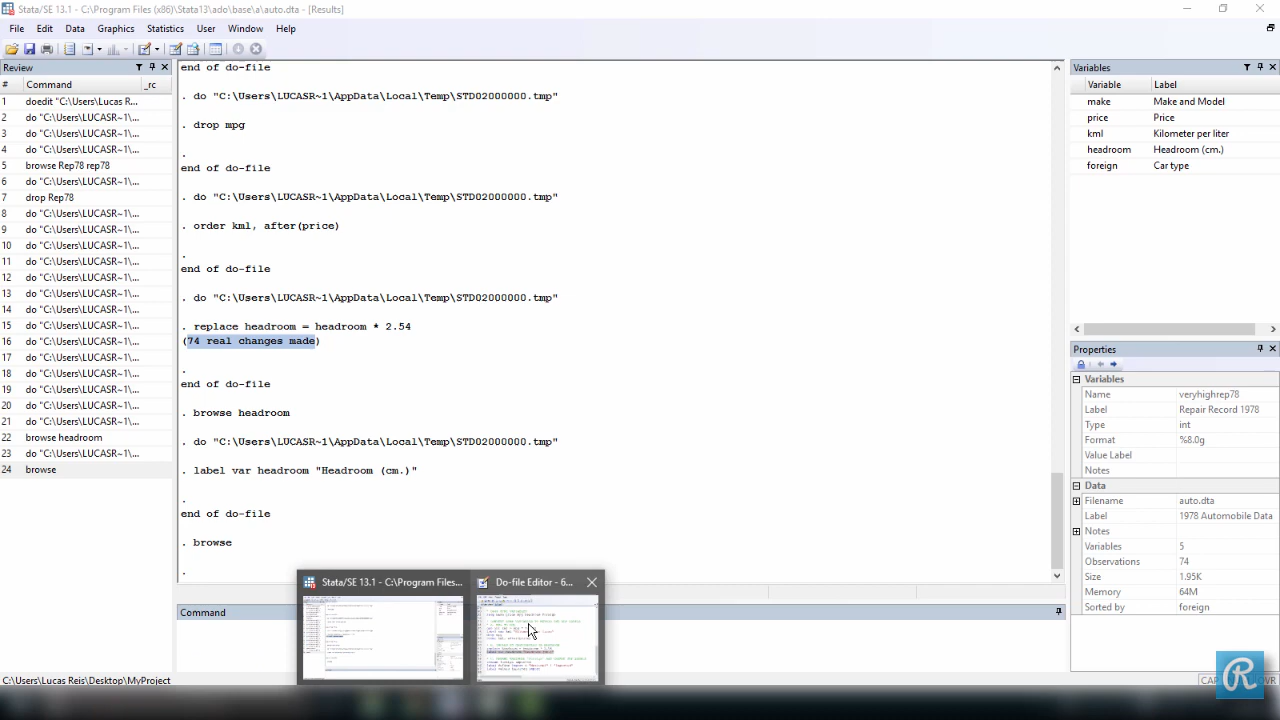 Stata/SE 13.1 - C:\Program Files (x86)\Stata13\ado\base\a\auto.dta - [Results]
File Edit Data Graphics Statistics User Window Help
Review
# Command _rc
1 doedit "C:\Users\Lucas R...
2 do "C:\Users\LUCASR~1\...
3 do "C:\Users\LUCASR~1\...
4 do "C:\Users\LUCASR~1\...
5 browse Rep78 rep78
6 do "C:\Users\LUCASR~1\...
7 drop Rep78
8 do "C:\Users\LUCASR~1\...
9 do "C:\Users\LUCASR~1\...
10 do "C:\Users\LUCASR~1\...
11 do "C:\Users\LUCASR~1\...
12 do "C:\Users\LUCASR~1\...
13 do "C:\Users\LUCASR~1\...
14 do "C:\Users\LUCASR~1\...
15 do "C:\Users\LUCASR~1\...
16 do "C:\Users\LUCASR~1\...
17 do "C:\Users\LUCASR~1\...
18 do "C:\Users\LUCASR~1\...
19 do "C:\Users\LUCASR~1\...
20 do "C:\Users\LUCASR~1\...
21 do "C:\Users\LUCASR~1\...
22 browse headroom
23 do "C:\Users\LUCASR~1\...
24 browse
end of do-file
. do "C:\Users\LUCASR~1\AppData\Local\Temp\STD02000000.tmp"
. drop mpg
.
end of do-file
. do "C:\Users\LUCASR~1\AppData\Local\Temp\STD02000000.tmp"
. order kml, after(price)
.
end of do-file
. do "C:\Users\LUCASR~1\AppData\Local\Temp\STD02000000.tmp"
. replace headroom = headroom * 2.54
(74 real changes made)
.
end of do-file
. browse headroom
. do "C:\Users\LUCASR~1\AppData\Local\Temp\STD02000000.tmp"
. label var headroom "Headroom (cm.)"
.
end of do-file
. browse
.
Stata/SE 13.1 - C:\Program Files...
Do-file Editor - 6...
Command
Variables
Variable Label
make Make and Model
price Price
kml Kilometer per liter
headroom Headroom (cm.)
foreign Car type
Properties
Variables
Name veryhighrep78
Label Repair Record 1978
Type int
Format %8.0g
Value Label
Notes
Data
Filename auto.dta
Label 1978 Automobile Data
Notes
Variables 5
Observations 74
Size 1.95K
Memory 64M
Sorted by foreign